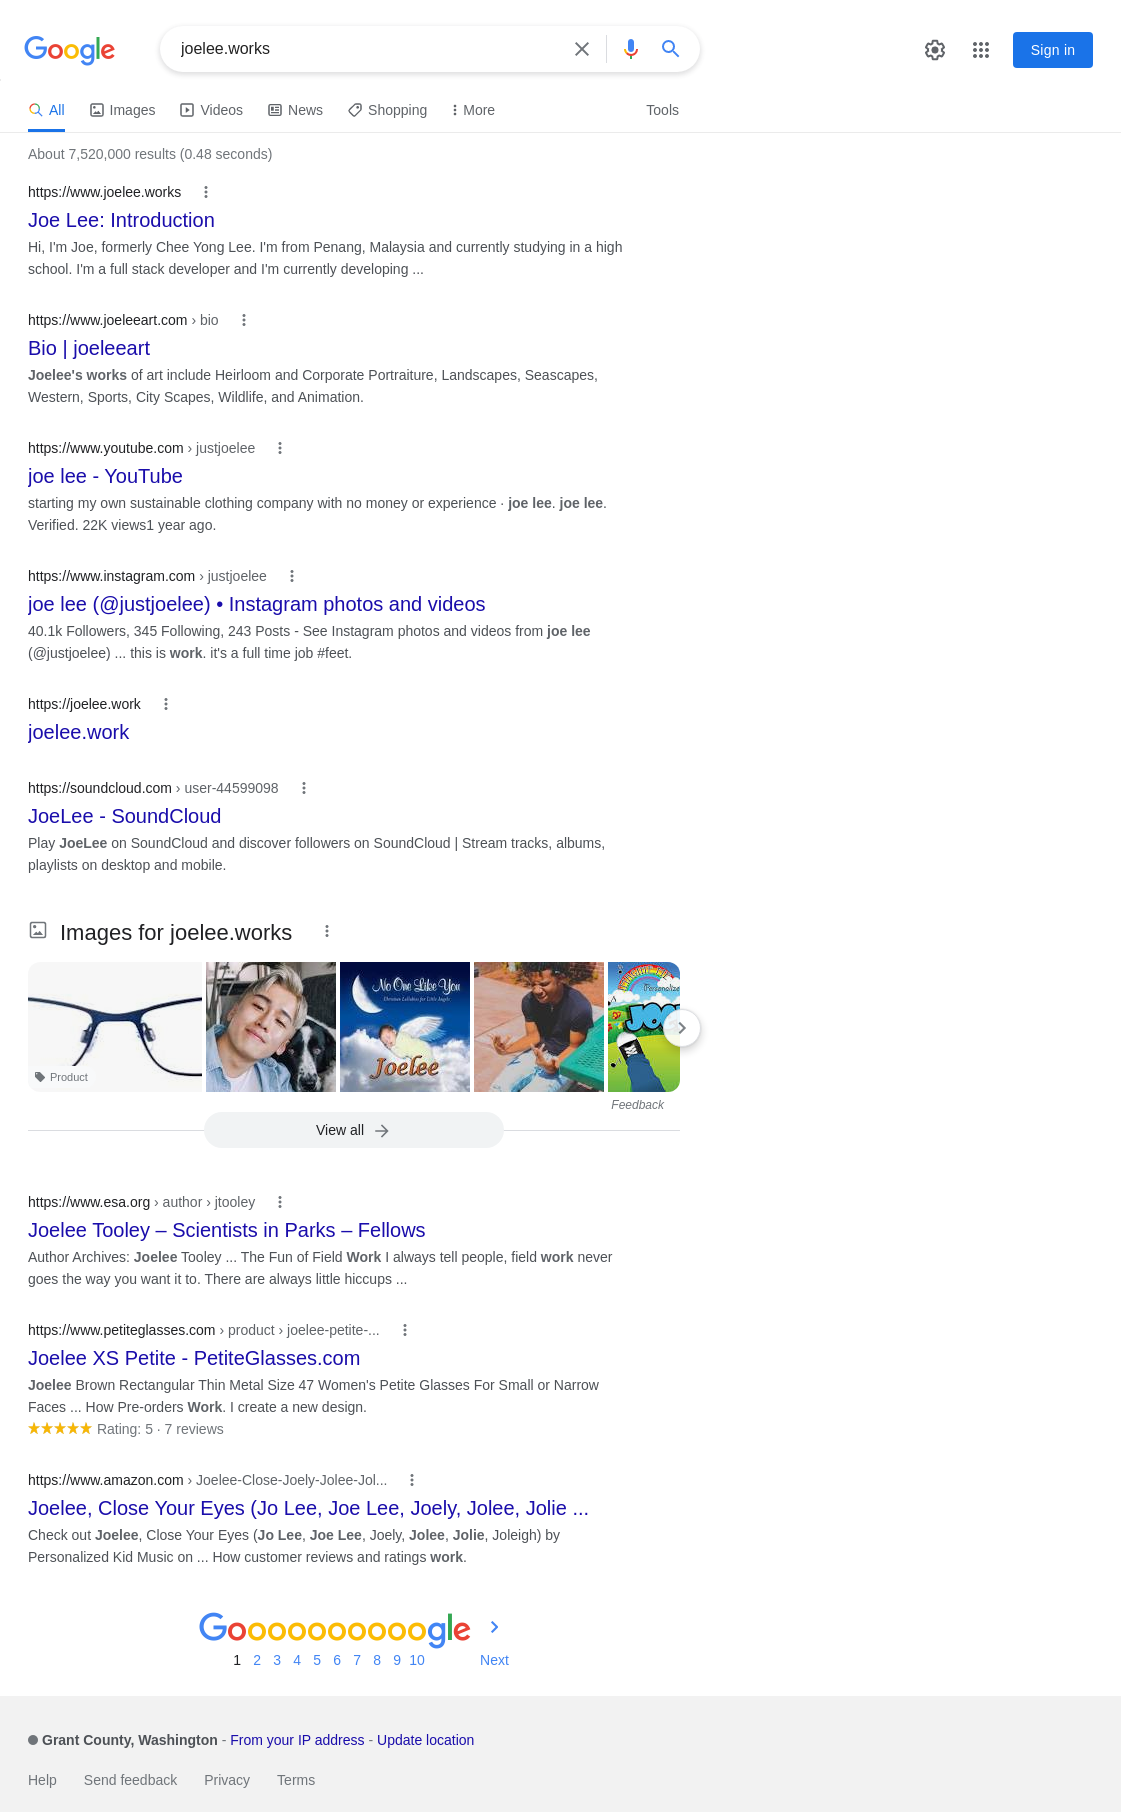 Google
joelee.works
Sign in
All Images Videos News Shopping More Tools
About 7,520,000 results (0.48 seconds)
https://www.joelee.works
Joe Lee: Introduction
Hi, I'm Joe, formerly Chee Yong Lee. I'm from Penang, Malaysia and currently studying in a high
school. I'm a full stack developer and I'm currently developing ...
https://www.joeleeart.com › bio
Bio | joeleeart
Joelee's works of art include Heirloom and Corporate Portraiture, Landscapes, Seascapes,
Western, Sports, City Scapes, Wildlife, and Animation.
https://www.youtube.com › justjoelee
joe lee - YouTube
starting my own sustainable clothing company with no money or experience · joe lee. joe lee.
Verified. 22K views1 year ago.
https://www.instagram.com › justjoelee
joe lee (@justjoelee) • Instagram photos and videos
40.1k Followers, 345 Following, 243 Posts - See Instagram photos and videos from joe lee
(@justjoelee) ... this is work. it's a full time job #feet.
https://joelee.work
joelee.work
https://soundcloud.com › user-44599098
JoeLee - SoundCloud
Play JoeLee on SoundCloud and discover followers on SoundCloud | Stream tracks, albums,
playlists on desktop and mobile.
Images for joelee.works
No One Like You
Christian Lullabies for Little Angels
Joelee
Product
Feedback
View all
https://www.esa.org › author › jtooley
Joelee Tooley – Scientists in Parks – Fellows
Author Archives: Joelee Tooley ... The Fun of Field Work I always tell people, field work never
goes the way you want it to. There are always little hiccups ...
https://www.petiteglasses.com › product › joelee-petite-...
Joelee XS Petite - PetiteGlasses.com
Joelee Brown Rectangular Thin Metal Size 47 Women's Petite Glasses For Small or Narrow
Faces ... How Pre-orders Work. I create a new design.
Rating: 5 · 7 reviews
https://www.amazon.com › Joelee-Close-Joely-Jolee-Jol...
Joelee, Close Your Eyes (Jo Lee, Joe Lee, Joely, Jolee, Jolie ...
Check out Joelee, Close Your Eyes (Jo Lee, Joe Lee, Joely, Jolee, Jolie, Joleigh) by
Personalized Kid Music on ... How customer reviews and ratings work.
Goooooooooogle
1 2 3 4 5 6 7 8 9 10 Next
Grant County, Washington - From your IP address - Update location
Help Send feedback Privacy Terms